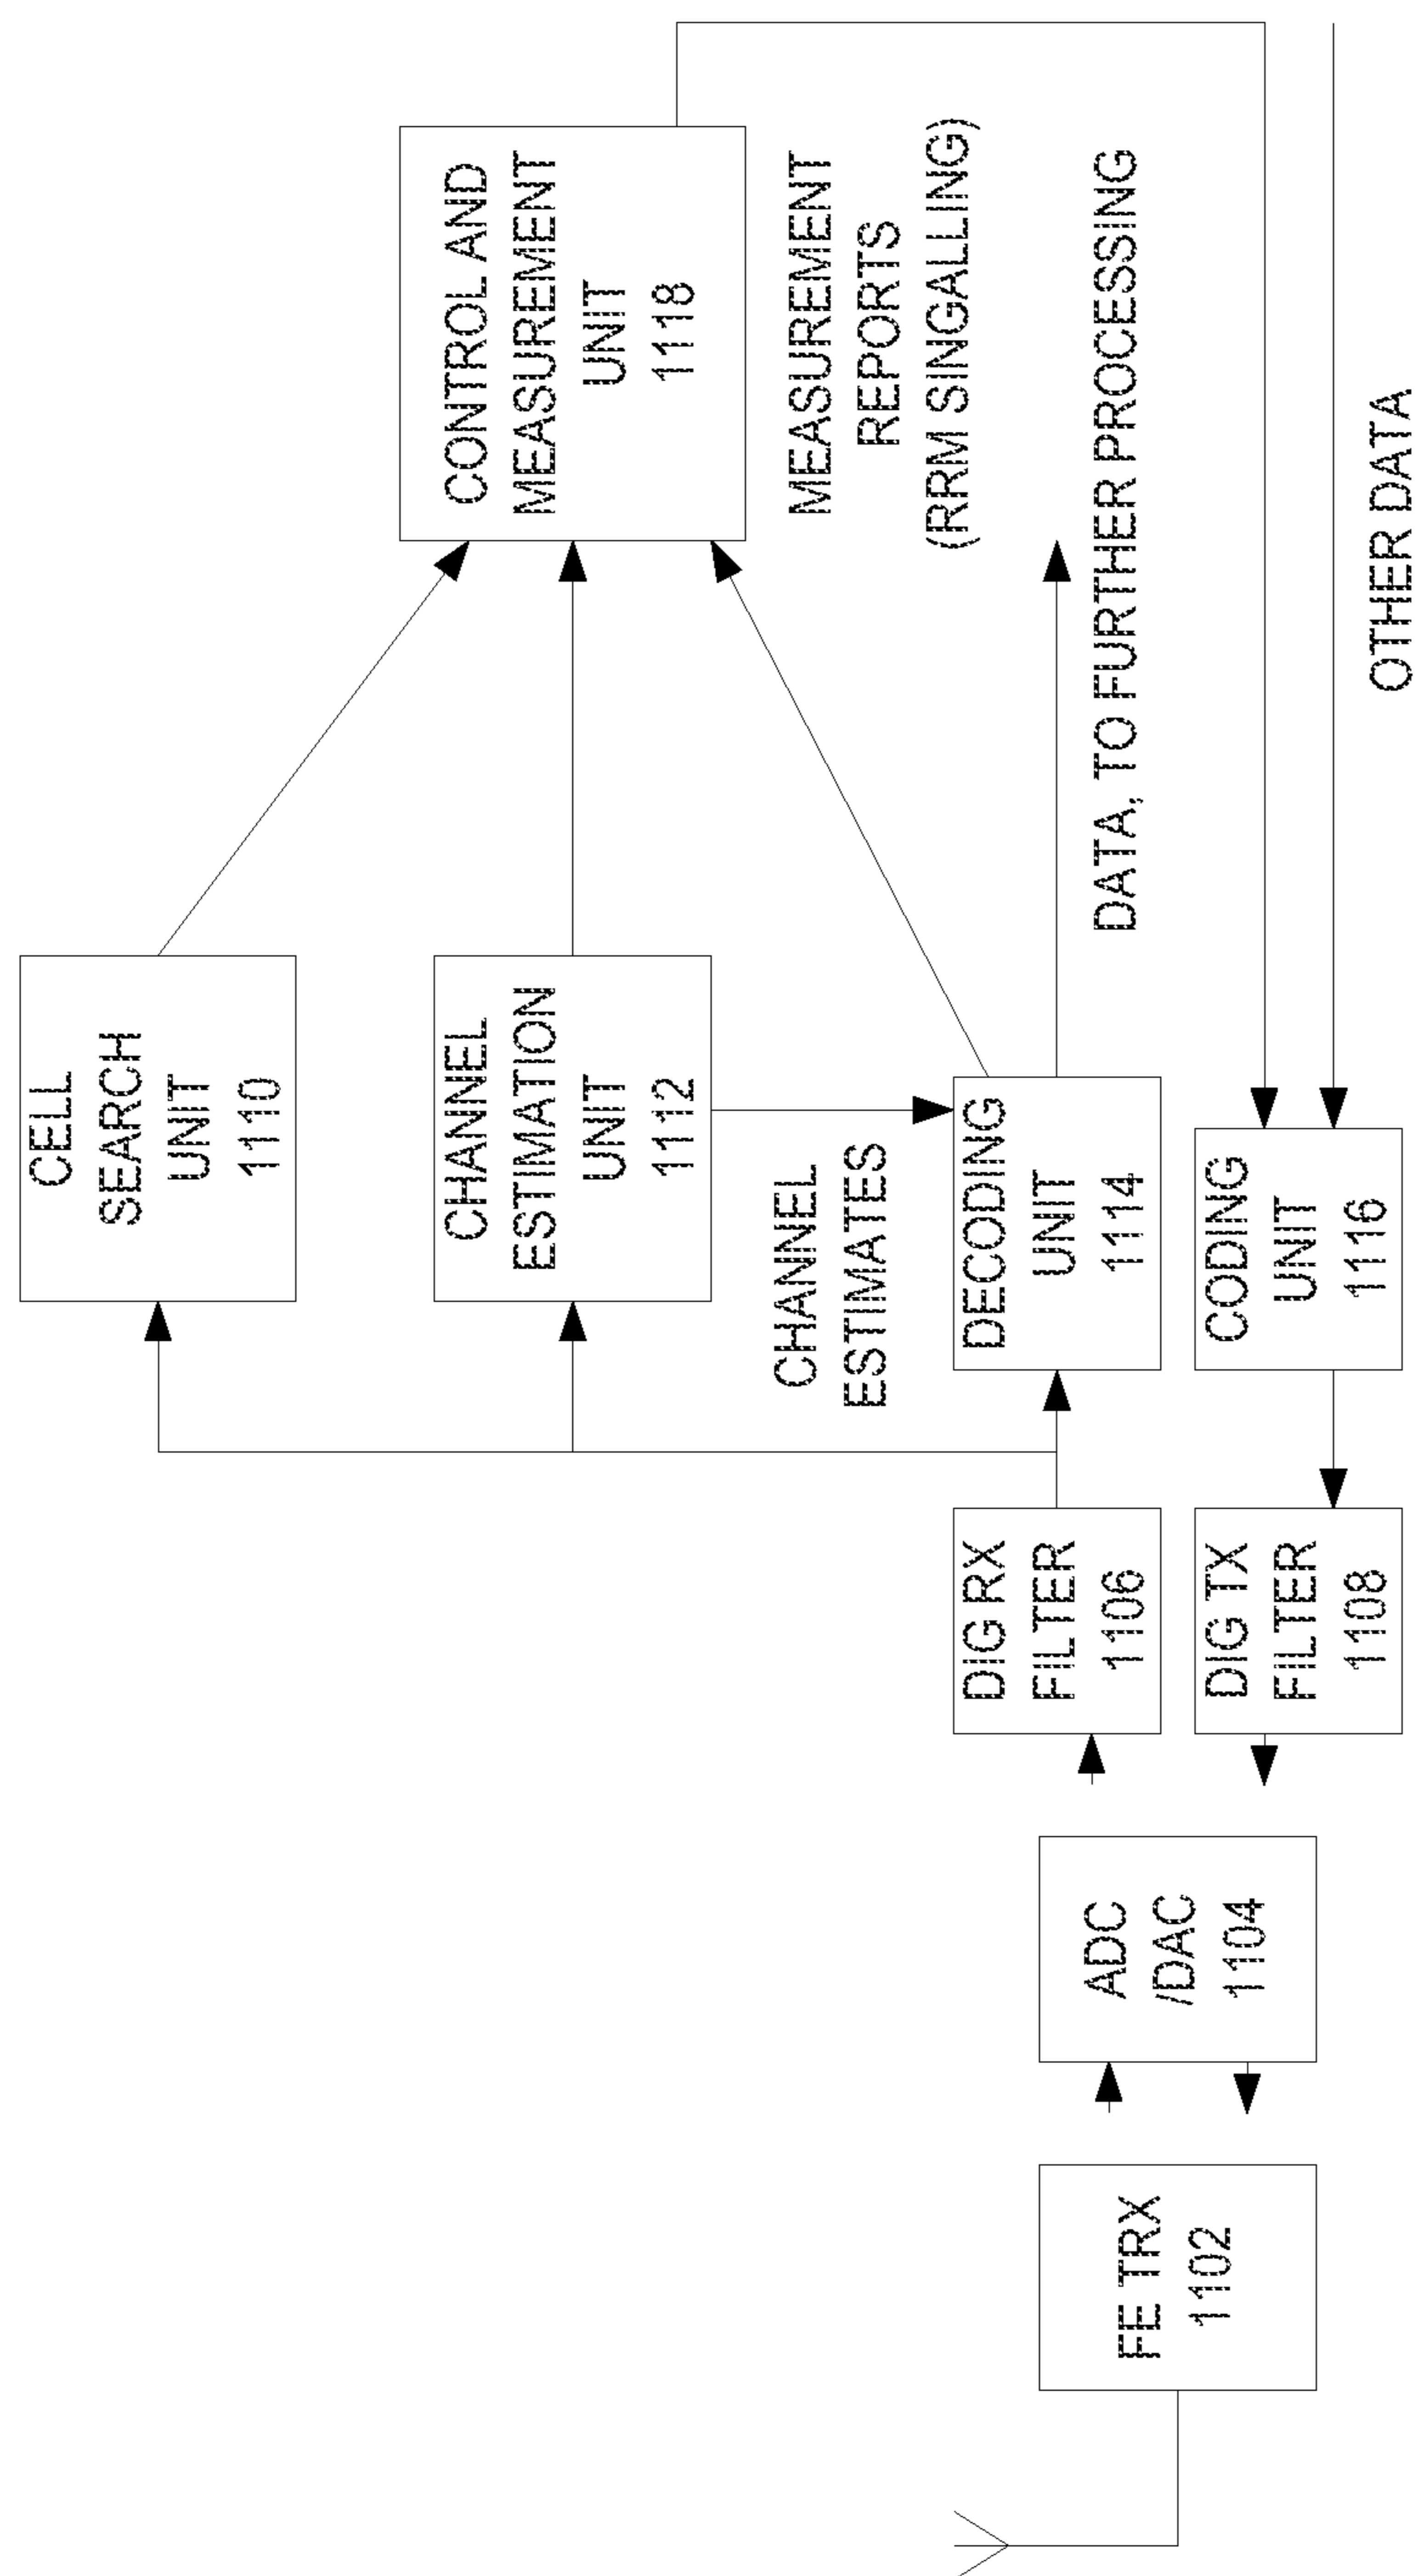 CELL
SEARCH
UNIT
1110
CHANNEL
ESTIMATION
UNIT
1112
CONTROL AND
MEASUREMENT
UNIT
1118
CHANNEL
ESTIMATES
MEASUREMENT
REPORTS
(RRM SINGALLING)
FE TRX
1102
ADC
/DAC
1104
DIG RX
FILTER
1106
DECODING
UNIT
1114
DATA, TO FURTHER PROCESSING
DIG TX
FILTER
1108
CODING
UNIT
1116
OTHER DATA